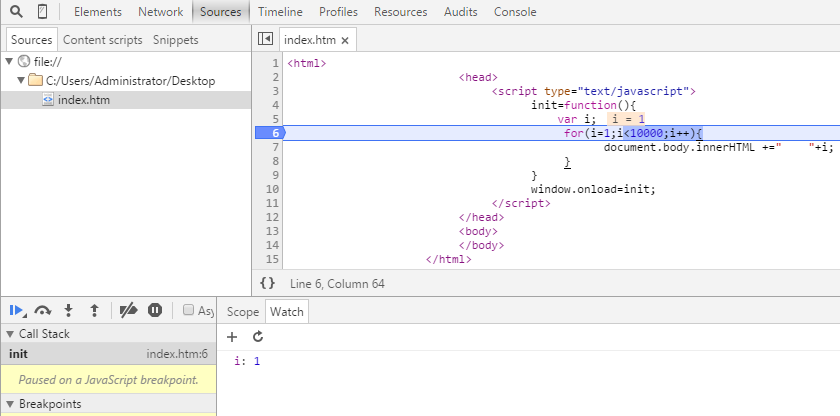 Elements Network Sources Timeline Profiles Resources Audits Console
Sources Content scripts Snippets
index.htm ×
file://
C:/Users/Administrator/Desktop
index.htm
1 <html>
2 <head>
3 <script type="text/javascript">
4 init=function(){
5 var i; i = 1
6 for(i=1;i<10000;i++){
7 document.body.innerHTML +=" "+i;
8 }
9 }
10 window.onload=init;
11 </script>
12 </head>
13 <body>
14 </body>
15 </html>
{} Line 6, Column 64
Asy
Scope Watch
Call Stack
init index.htm:6
Paused on a JavaScript breakpoint.
Breakpoints
i: 1